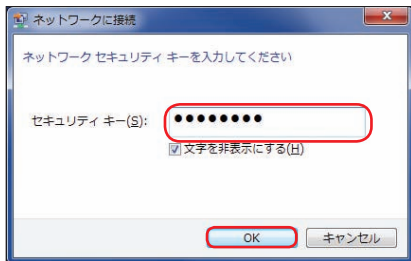 ネットワークに接続
ネットワーク セキュリティ キーを入力してください
セキュリティ キー(S):
●●●●●●●●
文字を非表示にする(H)
OK
キャンセル